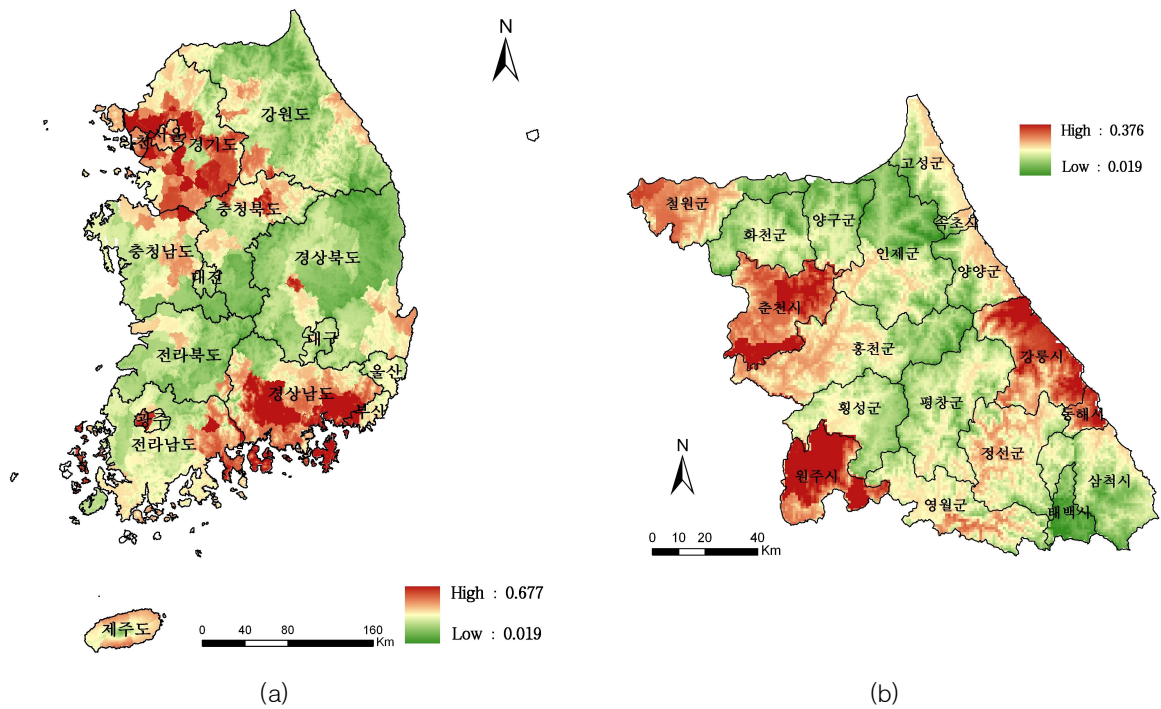 N
강원도
서울
인천
경기도
충청북도
충청남도
대전
경상북도
전라북도
대구
울산
경상남도
부산
광주
전라남도
제주도
0 40 80 160
Km
High : 0.677
Low : 0.019
(a)
High : 0.376
Low : 0.019
고성군
철원군
양구군
속초시
화천군
인제군
양양군
춘천시
홍천군
강릉시
횡성군
평창군
동해시
정선군
원주시
삼척시
영월군
태백시
N
0 10 20 40
Km
(b)